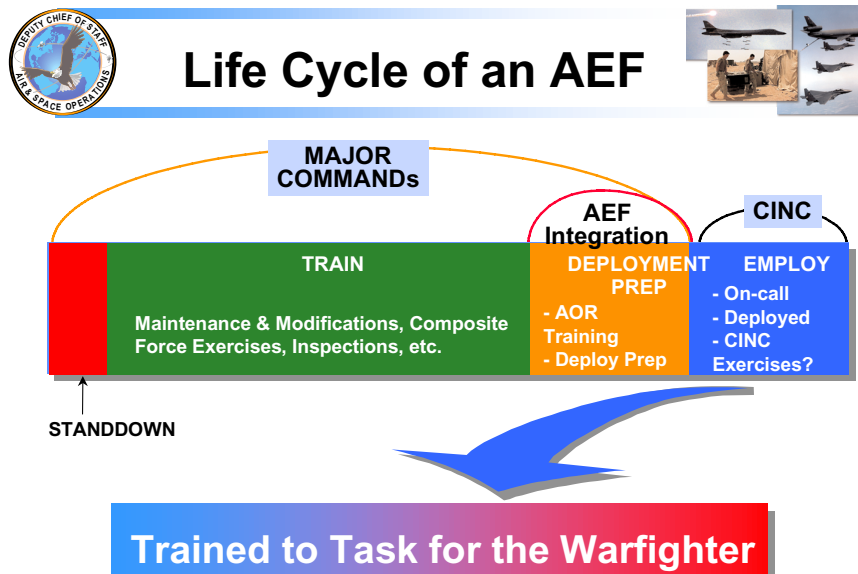 DEPUTY CHIEF OF STAFF
AIR & SPACE OPERATIONS
Life Cycle of an AEF
MAJOR
COMMANDs
AEF
Integration
CINC
TRAIN
Maintenance & Modifications, Composite
Force Exercises, Inspections, etc.
DEPLOYMENT
PREP
- AOR
Training
- Deploy Prep
EMPLOY
- On-call
- Deployed
- CINC
Exercises?
STANDDOWN
Trained to Task for the Warfighter